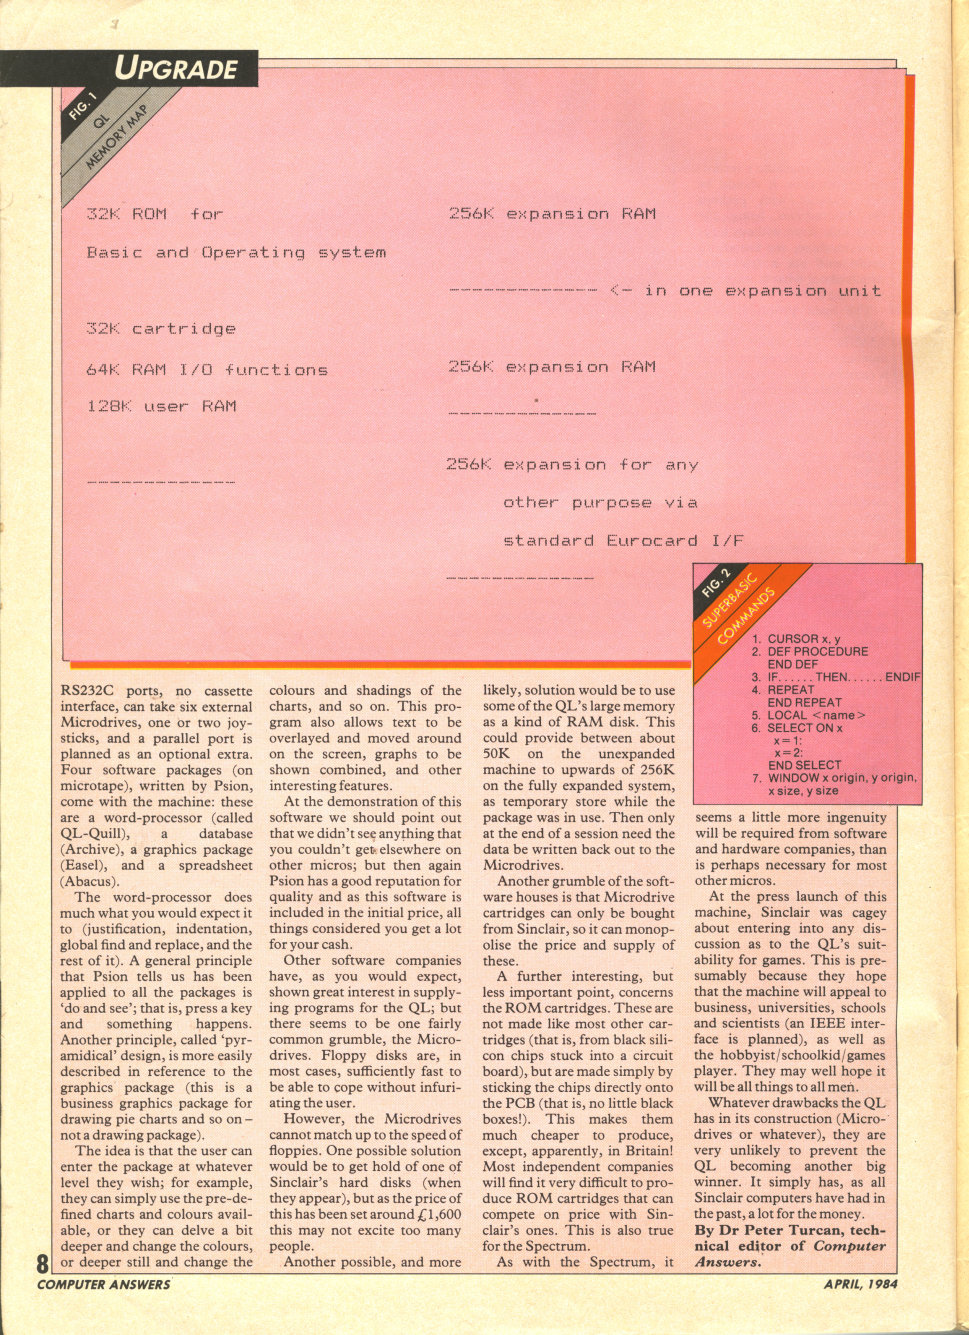 UPGRADE
FIG. 1
QL
MEMORY MAP
32K ROM for
Basic and Operating system
32K cartridge
64K RAM I/O functions
128K user RAM
-------------
256K expansion RAM
------------- <- in one expansion unit
256K expansion RAM
-------------
256K expansion for any
other purpose via
standard Eurocard I/F
-------------
FIG. 2
SUPERBASIC
COMMANDS
1. CURSOR x, y
2. DEF PROCEDURE
END DEF
3. IF......THEN......ENDIF
4. REPEAT
END REPEAT
5. LOCAL <name>
6. SELECT ON x
x=1:
x=2:
END SELECT
7. WINDOW x origin, y origin,
x size, y size
RS232C ports, no cassette
interface, can take six external
Microdrives, one or two joy-
sticks, and a parallel port is
planned as an optional extra.
Four software packages (on
microtape), written by Psion,
come with the machine: these
are a word-processor (called
QL-Quill), a database
(Archive), a graphics package
(Easel), and a spreadsheet
(Abacus).
The word-processor does
much what you would expect it
to (justification, indentation,
global find and replace, and the
rest of it). A general principle
that Psion tells us has been
applied to all the packages is
‘do and see’; that is, press a key
and something happens.
Another principle, called ‘pyr-
amidical’ design, is more easily
described in reference to the
graphics package (this is a
business graphics package for
drawing pie charts and so on –
not a drawing package).
The idea is that the user can
enter the package at whatever
level they wish; for example,
they can simply use the pre-de-
fined charts and colours avail-
able, or they can delve a bit
deeper and change the colours,
or deeper still and change the
colours and shadings of the
charts, and so on. This pro-
gram also allows text to be
overlayed and moved around
on the screen, graphs to be
shown combined, and other
interesting features.
At the demonstration of this
software we should point out
that we didn’t see anything that
you couldn’t get elsewhere on
other micros; but then again
Psion has a good reputation for
quality and as this software is
included in the initial price, all
things considered you get a lot
for your cash.
Other software companies
have, as you would expect,
shown great interest in supply-
ing programs for the QL; but
there seems to be one fairly
common grumble, the Micro-
drives. Floppy disks are, in
most cases, sufficiently fast to
be able to cope without infuri-
ating the user.
However, the Microdrives
cannot match up to the speed of
floppies. One possible solution
would be to get hold of one of
Sinclair’s hard disks (when
they appear), but as the price of
this has been set around £1,600
this may not excite too many
people.
Another possible, and more
likely, solution would be to use
some of the QL’s large memory
as a kind of RAM disk. This
could provide between about
50K on the unexpanded
machine to upwards of 256K
on the fully expanded system,
as temporary store while the
package was in use. Then only
at the end of a session need the
data be written back out to the
Microdrives.
Another grumble of the soft-
ware houses is that Microdrive
cartridges can only be bought
from Sinclair, so it can monop-
olise the price and supply of
these.
A further interesting, but
less important point, concerns
the ROM cartridges. These are
not made like most other car-
tridges (that is, from black sili-
con chips stuck into a circuit
board), but are made simply by
sticking the chips directly onto
the PCB (that is, no little black
boxes!). This makes them
much cheaper to produce,
except, apparently, in Britain!
Most independent companies
will find it very difficult to pro-
duce ROM cartridges that can
compete on price with Sin-
clair’s ones. This is also true
for the Spectrum.
As with the Spectrum, it
seems a little more ingenuity
will be required from software
and hardware companies, than
is perhaps necessary for most
other micros.
At the press launch of this
machine, Sinclair was cagey
about entering into any dis-
cussion as to the QL’s suit-
ability for games. This is pre-
sumably because they hope
that the machine will appeal to
business, universities, schools
and scientists (an IEEE inter-
face is planned), as well as
the hobbyist/schoolkid/games
player. They may well hope it
will be all things to all men.
Whatever drawbacks the QL
has in its construction (Micro-
drives or whatever), they are
very unlikely to prevent the
QL becoming another big
winner. It simply has, as all
Sinclair computers have had in
the past, a lot for the money.
By Dr Peter Turcan, tech-
nical editor of Computer
Answers.
8
COMPUTER ANSWERS
APRIL, 1984